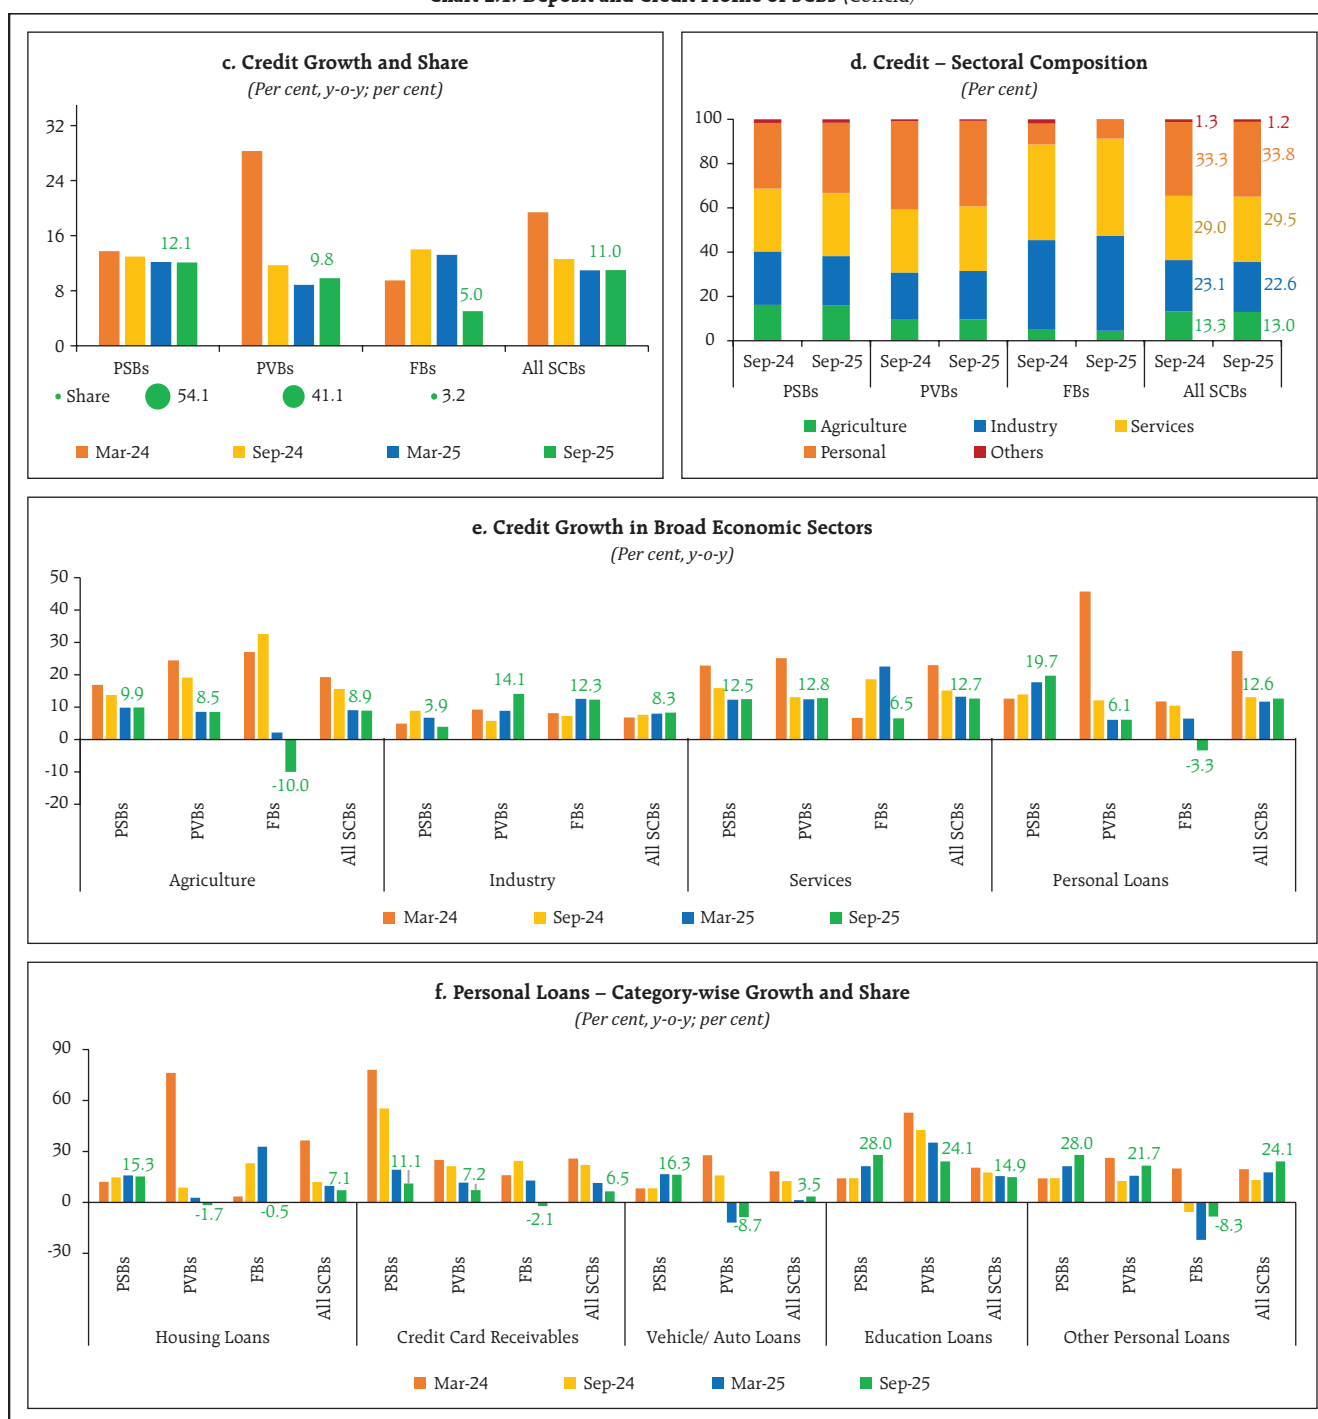 c. Credit Growth and Share
(Per cent, y-o-y; per cent)
32
24
16
8
0
12.1
9.8
5.0
11.0
PSBs PVBs FBs All SCBs
Share 54.1 41.1 3.2
Mar-24 Sep-24 Mar-25 Sep-25
d. Credit – Sectoral Composition
(Per cent)
100
80
60
40
20
0
1.3 1.2
33.3 33.8
29.0 29.5
23.1 22.6
13.3 13.0
Sep-24 Sep-25 Sep-24 Sep-25 Sep-24 Sep-25 Sep-24 Sep-25
PSBs PVBs FBs All SCBs
Agriculture Industry Services
Personal Others
e. Credit Growth in Broad Economic Sectors
(Per cent, y-o-y)
50
40
30
20
10
0
-10
-20
9.9 8.5 -10.0 8.9 3.9 14.1 12.3 8.3 12.5 12.8 6.5 12.7 19.7 6.1 -3.3 12.6
PSBs PVBs FBs All SCBs PSBs PVBs FBs All SCBs PSBs PVBs FBs All SCBs PSBs PVBs FBs All SCBs
Agriculture Industry Services Personal Loans
Mar-24 Sep-24 Mar-25 Sep-25
f. Personal Loans – Category-wise Growth and Share
(Per cent, y-o-y; per cent)
90
60
30
0
-30
15.3 -1.7 -0.5 7.1 11.1 7.2 -2.1 6.5 16.3 -8.7 3.5 28.0 24.1 14.9 28.0 21.7 -8.3 24.1
PSBs PVBs FBs All SCBs PSBs PVBs FBs All SCBs PSBs PVBs All SCBs PSBs PVBs All SCBs PSBs PVBs FBs All SCBs
Housing Loans Credit Card Receivables Vehicle/ Auto Loans Education Loans Other Personal Loans
Mar-24 Sep-24 Mar-25 Sep-25